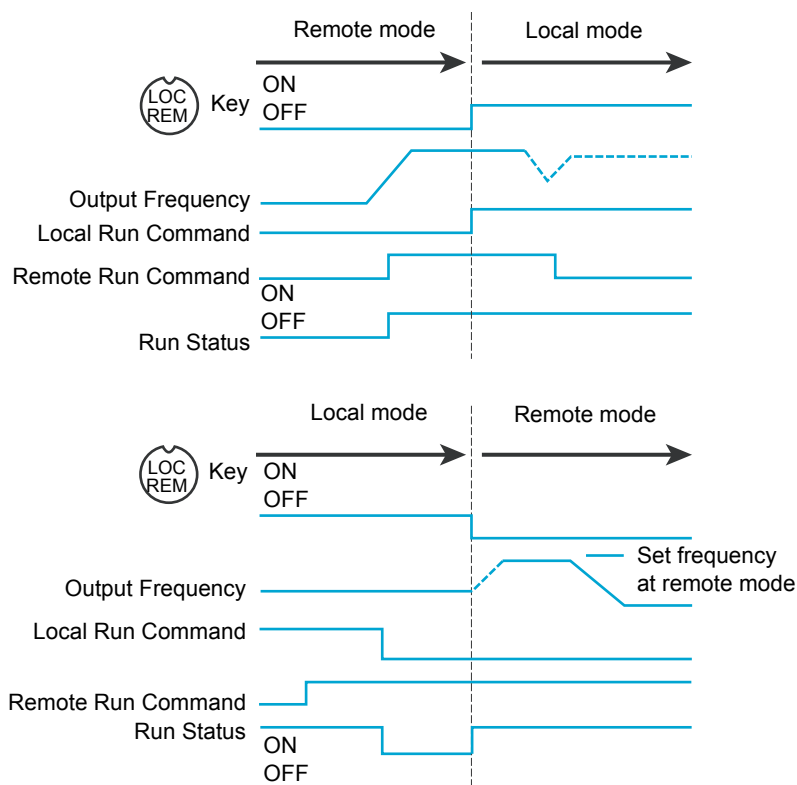 Remote mode
Local mode
LOC
REM
Key
ON
OFF
Output Frequency
Local Run Command
Remote Run Command
ON
OFF
Run Status
Local mode
Remote mode
LOC
REM
Key
ON
OFF
Set frequency
at remote mode
Output Frequency
Local Run Command
Remote Run Command
Run Status
ON
OFF